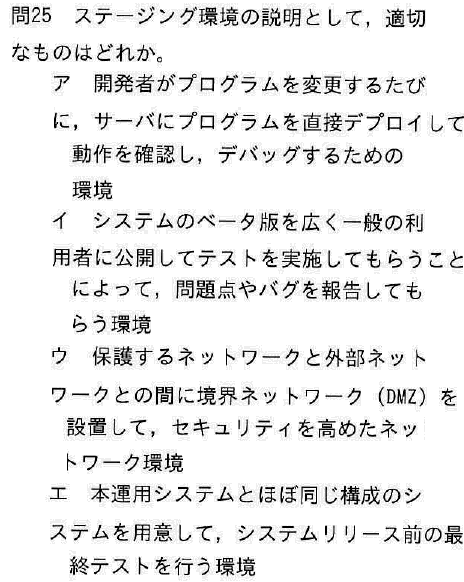 問25　ステージング環境の説明として，適切
なものはどれか。
ア　開発者がプログラムを変更するたび
に，サーバにプログラムを直接デプロイして
動作を確認し，デバッグするための
環境
イ　システムのベータ版を広く一般の利
用者に公開してテストを実施してもらうこと
によって，問題点やバグを報告しても
らう環境
ウ　保護するネットワークと外部ネット
ワークとの間に境界ネットワーク（DMZ）を
設置して，セキュリティを高めたネッ
トワーク環境
エ　本運用システムとほぼ同じ構成のシ
ステムを用意して，システムリリース前の最
終テストを行う環境